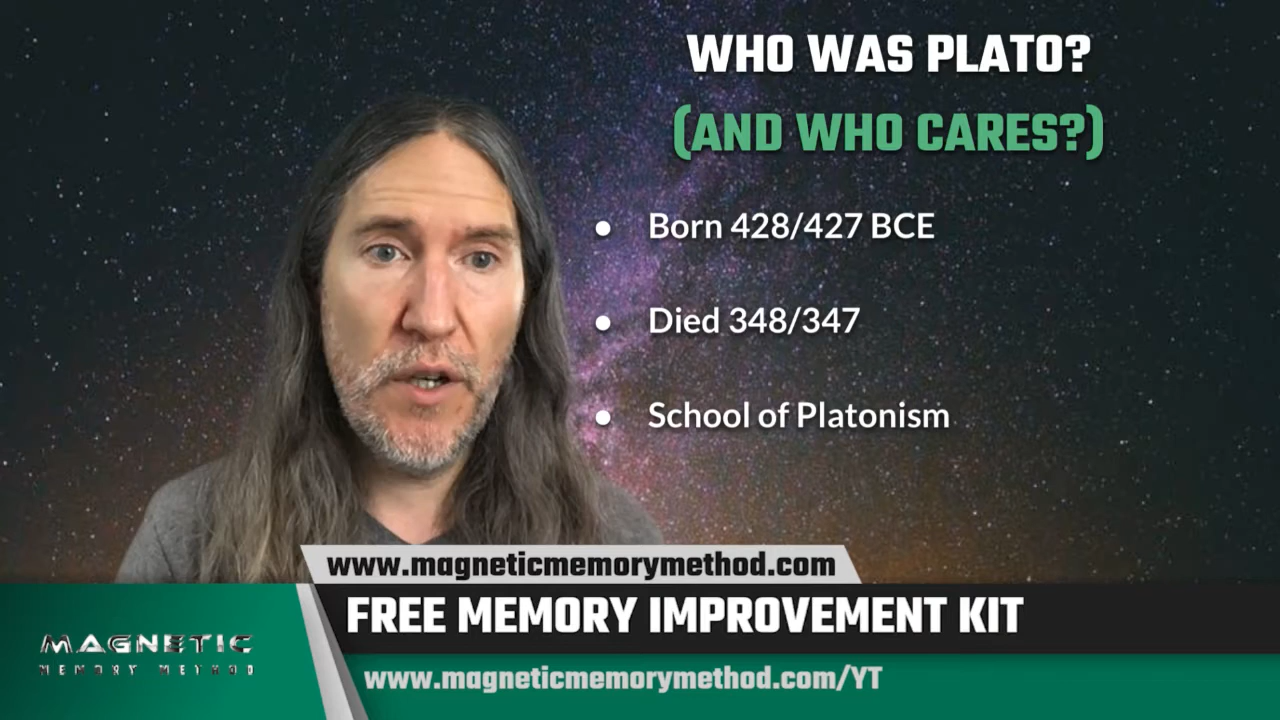 WHO WAS PLATO?
(AND WHO CARES?)
• Born 428/427 BCE
• Died 348/347
• School of Platonism
www.magneticmemorymethod.com
FREE MEMORY IMPROVEMENT KIT
MAGNETIC
MEMORY METHOD
www.magneticmemorymethod.com/YT